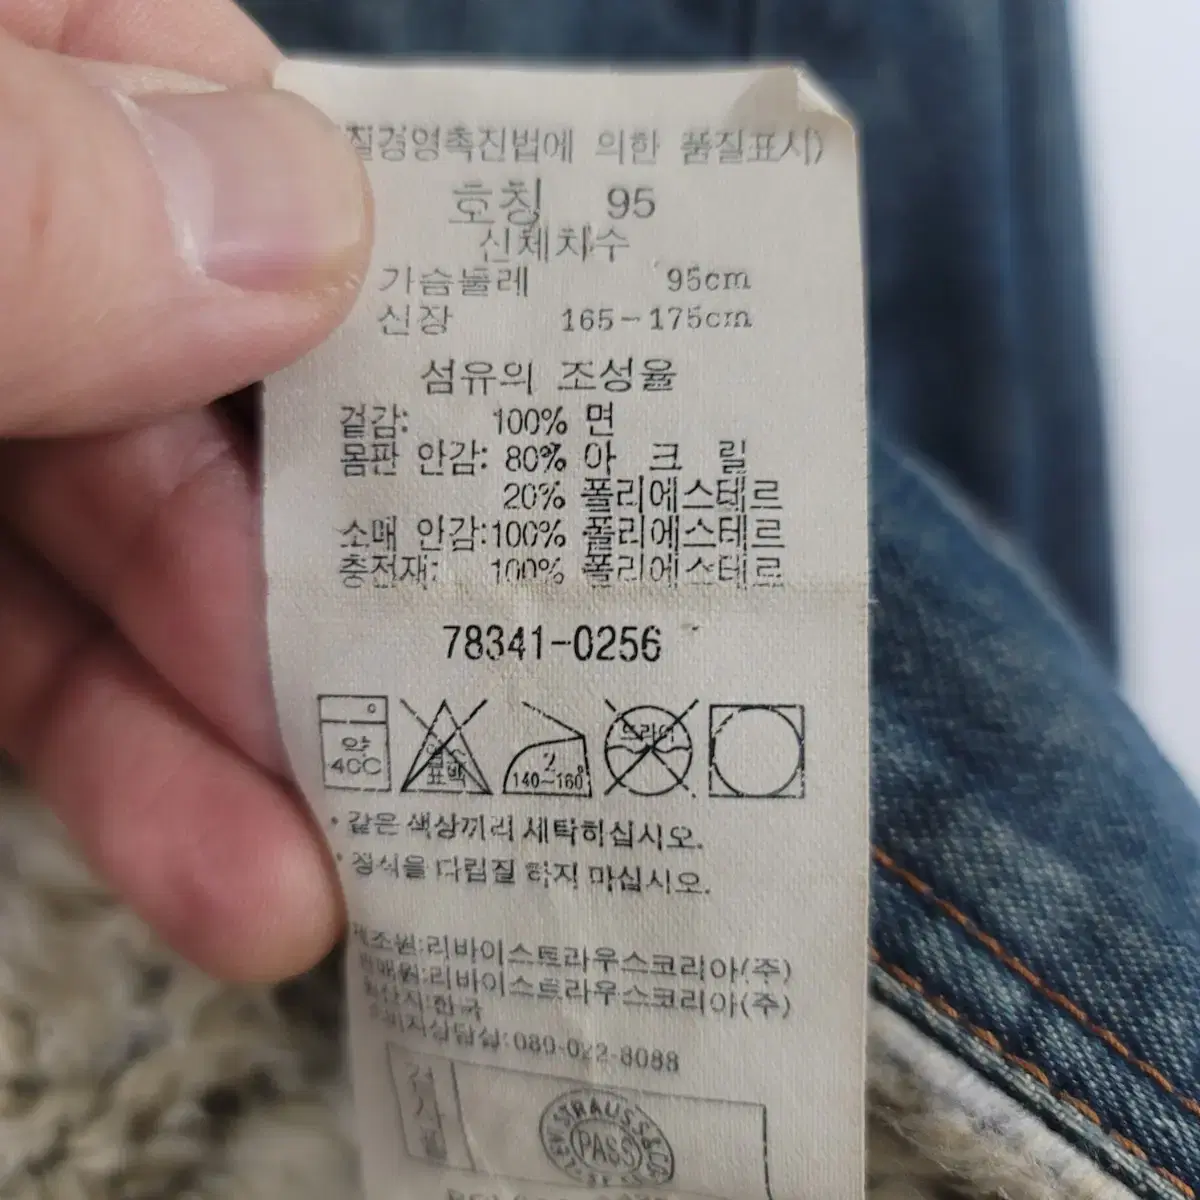 질경영촉진법에 의한 품질표시)
호칭 95
신체치수
가슴둘레 95cm
신장 165-175cm
섬유의 조성율
겉감: 100% 면
몸판 안감: 80% 아 크 릴
20% 폴리에스테르
소매 안감:100% 폴리에스테르
충전재: 100% 폴리에스테르
78341-0256
약 40C
염소 표백
2 140~160°
드라이
• 같은 색상끼리 세탁하십시오.
• 장식을 다림질 하지 마십시오.
제조원:리바이스트라우스코리아(주)
판매원:리바이스트라우스코리아(주)
원산지:한국
소비자상담실:080-022-8088
검사필
LEVI STRAUSS & CO
PASS